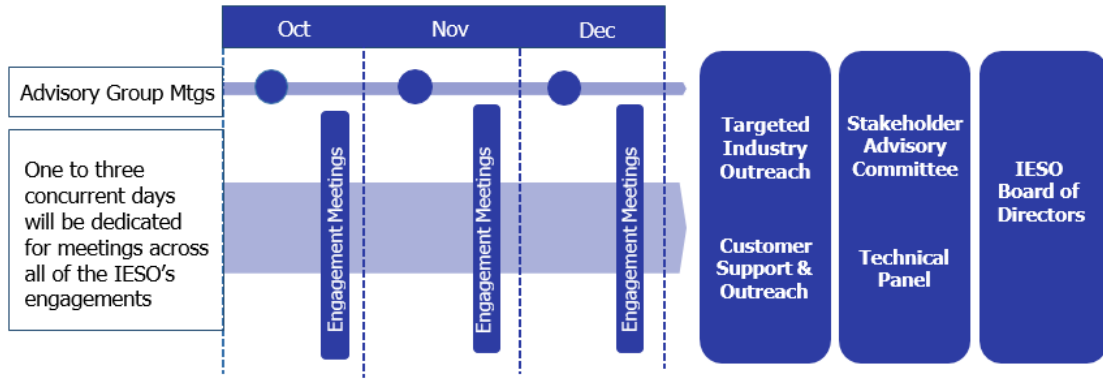 Oct
Nov
Dec
Advisory Group Mtgs
One to three
concurrent days
will be dedicated
for meetings across
all of the IESO's
engagements
Engagement Meetings
Engagement Meetings
Engagement Meetings
Targeted
Industry
Outreach
Customer
Support &
Outreach
Stakeholder
Advisory
Committee
Technical
Panel
IESO
Board of
Directors